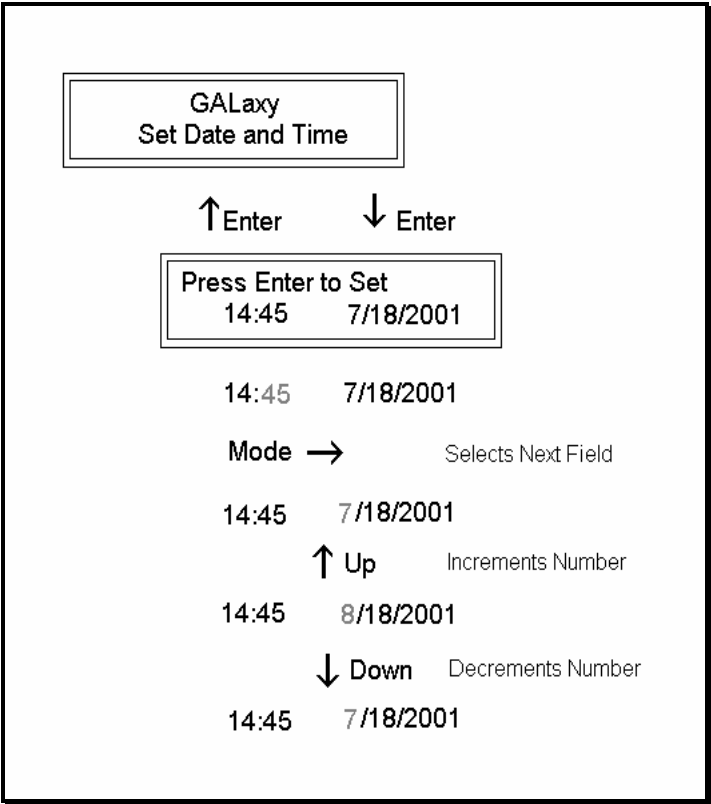 GALaxy
Set Date and Time
↑ Enter ↓ Enter
Press Enter to Set
14:45 7/18/2001
14:45 7/18/2001
Mode → Selects Next Field
14:45 7/18/2001
↑ Up Increments Number
14:45 8/18/2001
↓ Down Decrements Number
14:45 7/18/2001